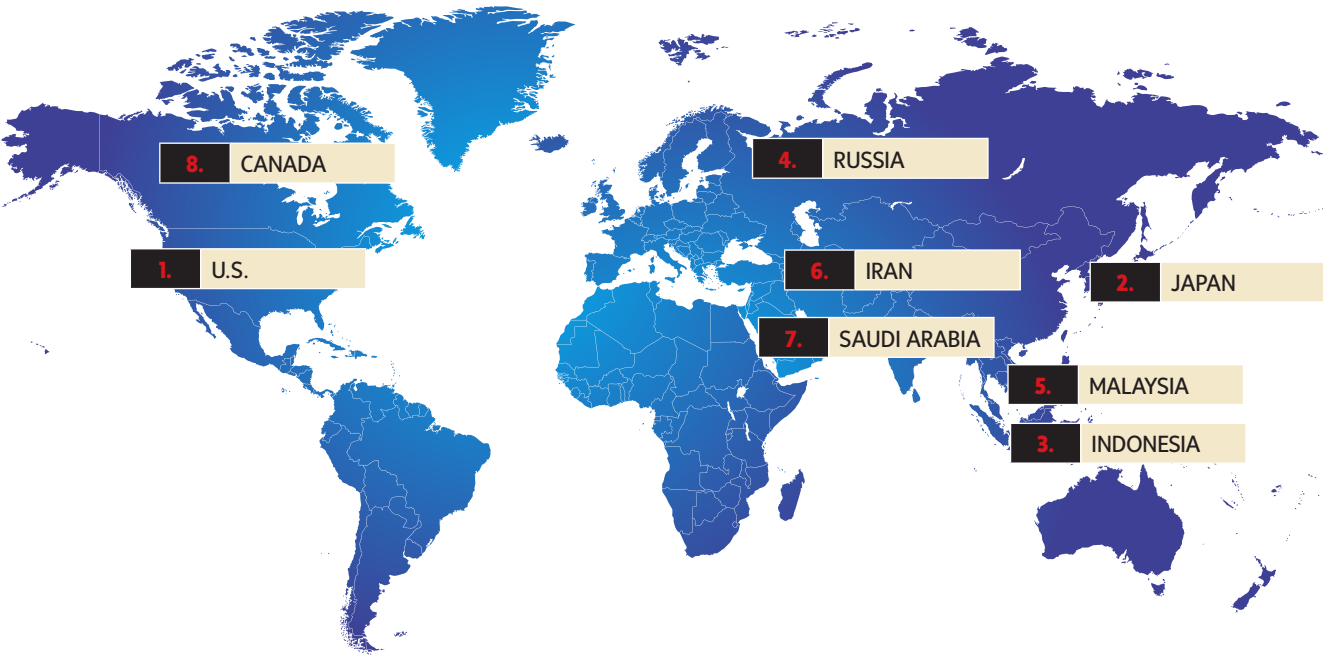 8. CANADA
4. RUSSIA
1. U.S.
6. IRAN
2. JAPAN
7. SAUDI ARABIA
5. MALAYSIA
3. INDONESIA